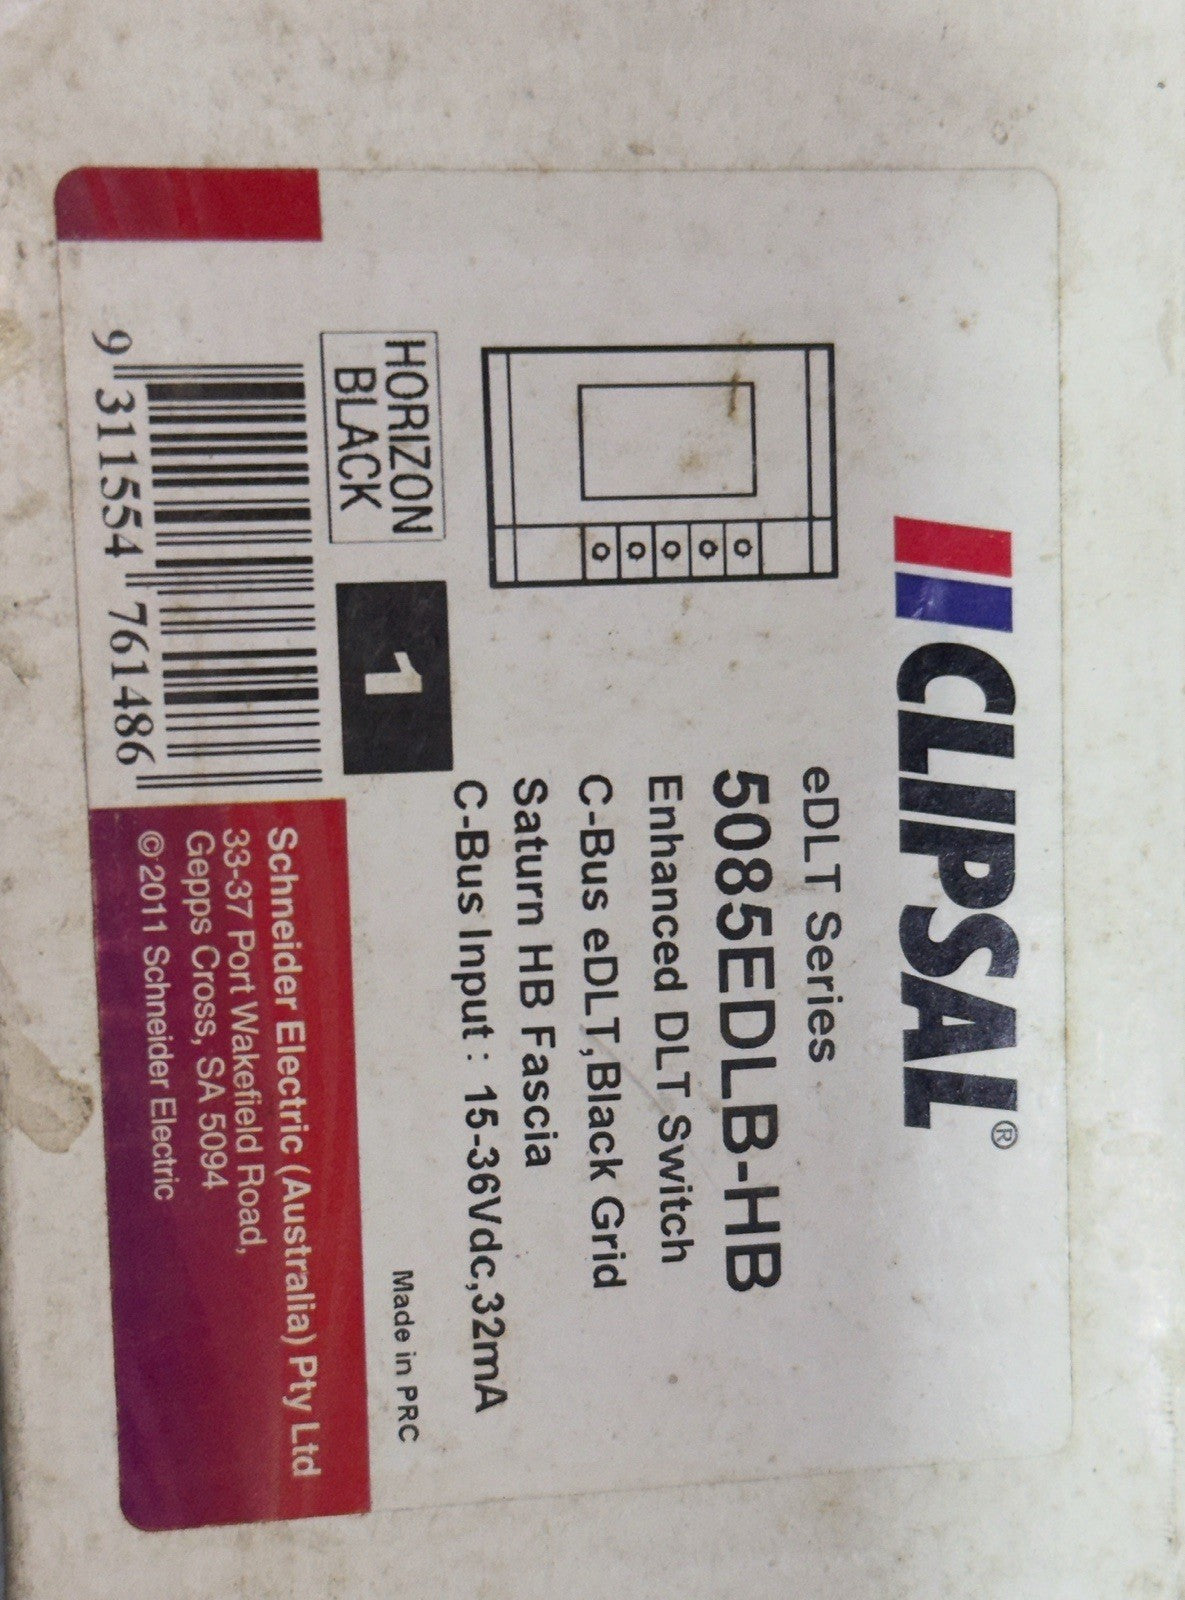 CLIPSAL®
eDLT Series
5085EDLB-HB
Enhanced DLT Switch
C-Bus eDLT,Black Grid
Saturn HB Fascia
C-Bus Input : 15-36Vdc,32mA
HORIZON
BLACK
1
Made in PRC
9 311554 761486
Schneider Electric (Australia) Pty Ltd
33-37 Port Wakefield Road,
Gepps Cross, SA 5094
© 2011 Schneider Electric